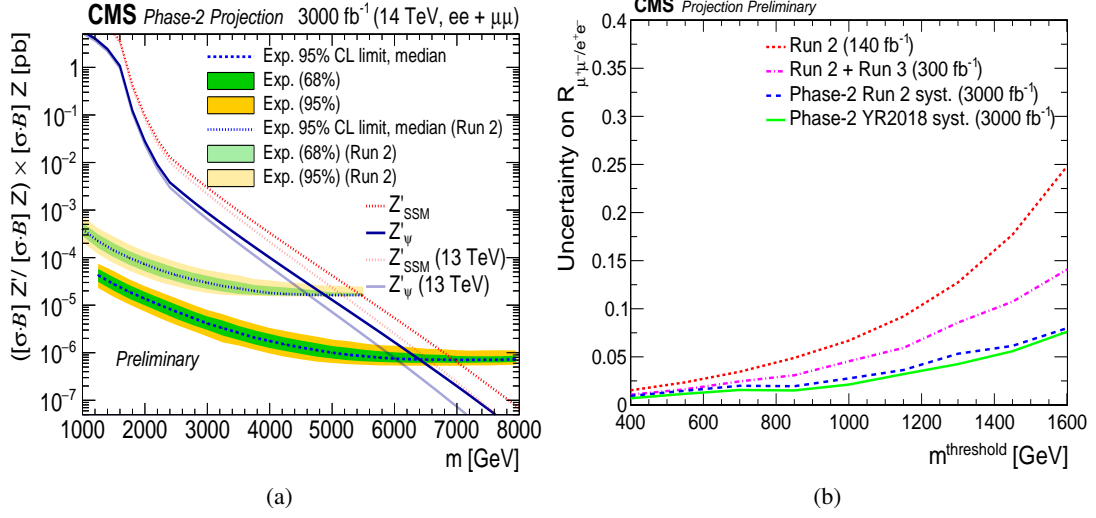 CMS Phase-2 Projection 3000 fb⁻¹ (14 TeV, ee + μμ)
([σ·B] Z'/ [σ·B] Z) × [σ·B] Z [pb]
1
10⁻¹
10⁻²
10⁻³
10⁻⁴
10⁻⁵
10⁻⁶
10⁻⁷
Exp. 95% CL limit, median
Exp. (68%)
Exp. (95%)
Exp. 95% CL limit, median (Run 2)
Exp. (68%) (Run 2)
Exp. (95%) (Run 2)
Z'SSM
Z'ψ
Z'SSM (13 TeV)
Z'ψ (13 TeV)
Preliminary
1000 2000 3000 4000 5000 6000 7000 8000
m [GeV]
(a)
CMS Projection Preliminary
Uncertainty on R μ⁺μ⁻/e⁺e⁻
0.4
0.35
0.3
0.25
0.2
0.15
0.1
0.05
0
Run 2 (140 fb⁻¹)
Run 2 + Run 3 (300 fb⁻¹)
Phase-2 Run 2 syst. (3000 fb⁻¹)
Phase-2 YR2018 syst. (3000 fb⁻¹)
400 600 800 1000 1200 1400 1600
m^threshold [GeV]
(b)